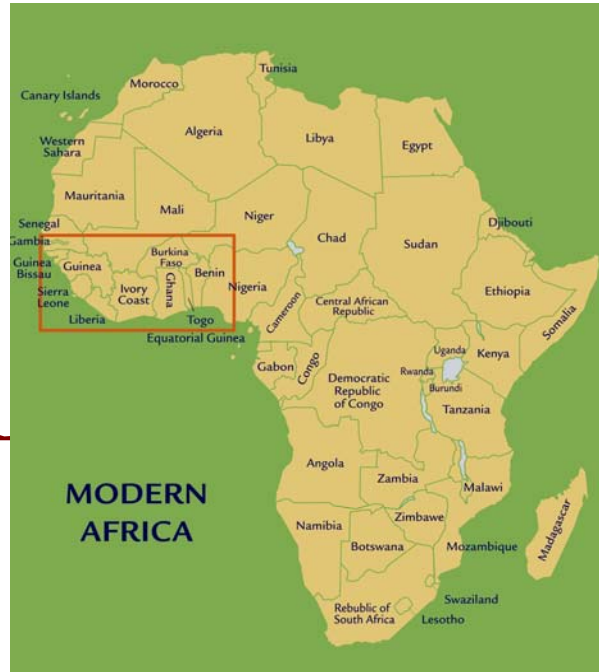 Tunisia
Morocco
Canary Islands
Algeria
Libya
Egypt
Western
Sahara
Mauritania
Mali
Niger
Chad
Sudan
Djibouti
Senegal
Gambia
Guinea
Bissau
Guinea
Burkina
Faso
Benin
Ivory
Coast
Ghana
Nigeria
Sierra
Leone
Liberia
Togo
Cameroon
Central African
Republic
Ethiopia
Somalia
Equatorial Guinea
Gabon
Congo
Democratic
Republic
of Congo
Uganda
Kenya
Rwanda
Burundi
Tanzania
Angola
Zambia
Malawi
MODERN
AFRICA
Namibia
Zimbawe
Botswana
Mozambique
Madagascar
Swaziland
Rebublic of
South Africa
Lesotho